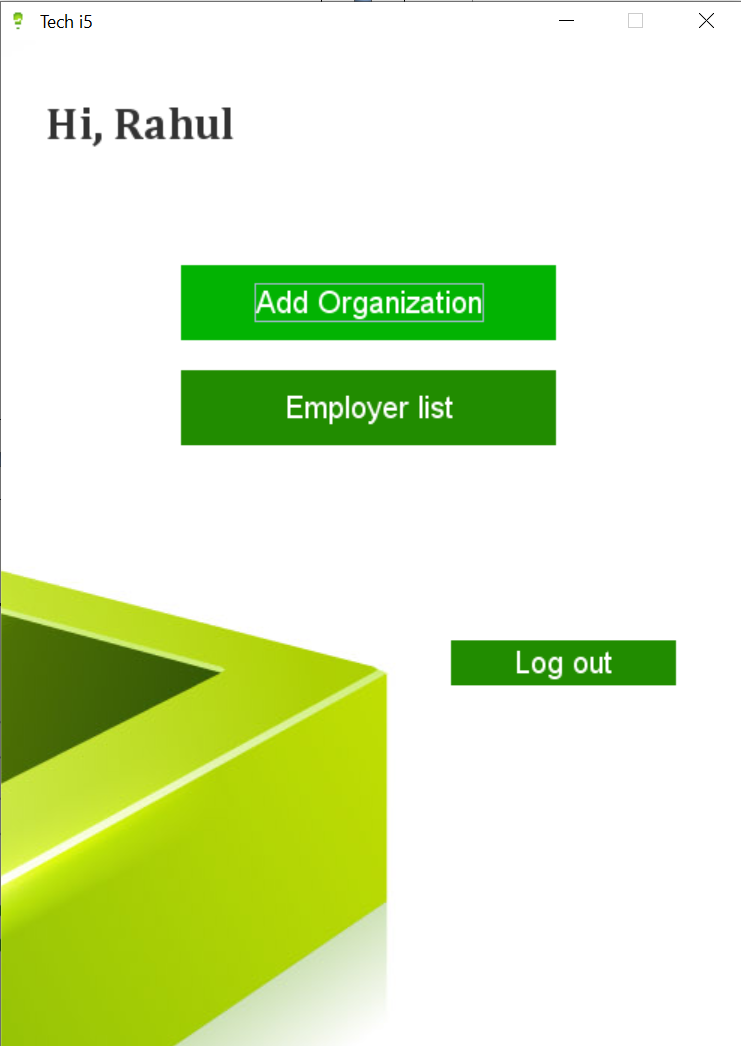 Tech i5
Hi, Rahul
Add Organization
Employer list
Log out